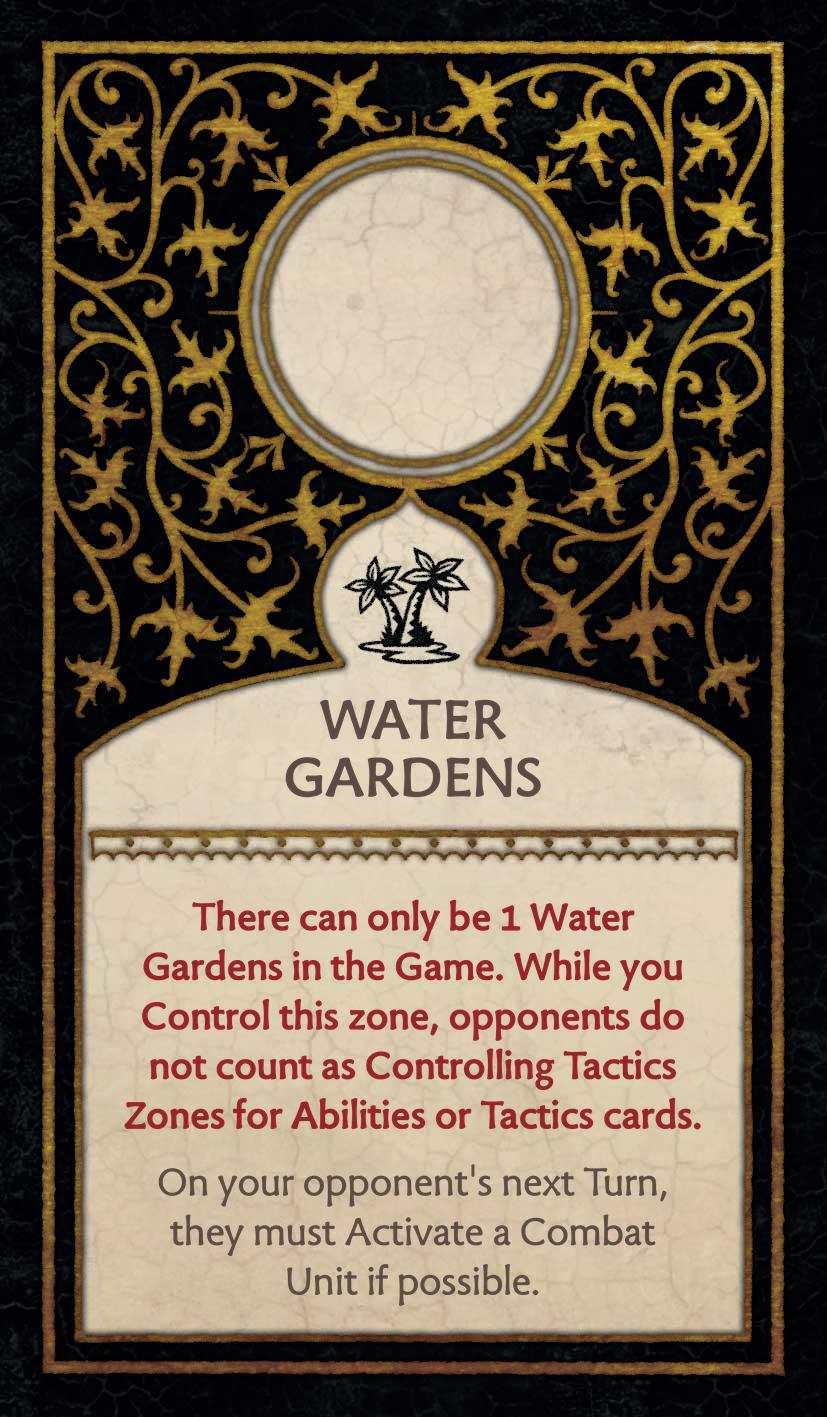 WATER
GARDENS
There can only be 1 Water
Gardens in the Game. While you
Control this zone, opponents do
not count as Controlling Tactics
Zones for Abilities or Tactics cards.
On your opponent's next Turn,
they must Activate a Combat
Unit if possible.